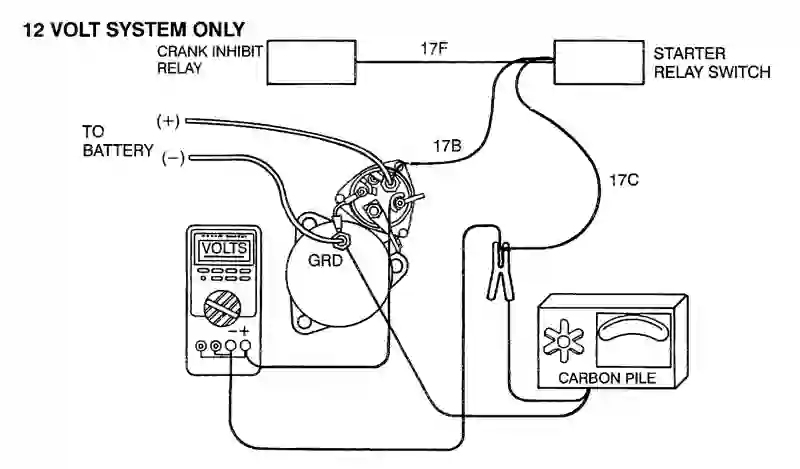 12 VOLT SYSTEM ONLY
CRANK INHIBIT
RELAY
17F
STARTER
RELAY SWITCH
TO
BATTERY
(+)
(−)
17B
17C
VOLTS
GRD
− +
CARBON PILE